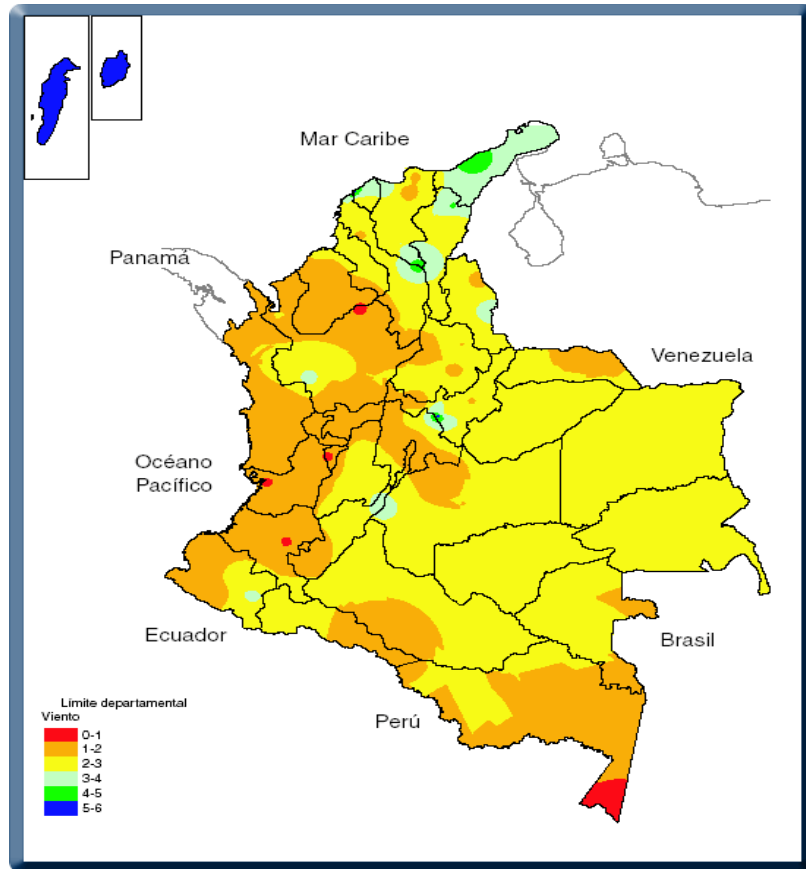 Mar Caribe
Panamá
Venezuela
Océano
Pacífico
Ecuador
Brasil
Perú
Límite departamental
Viento
0-1
1-2
2-3
3-4
4-5
5-6